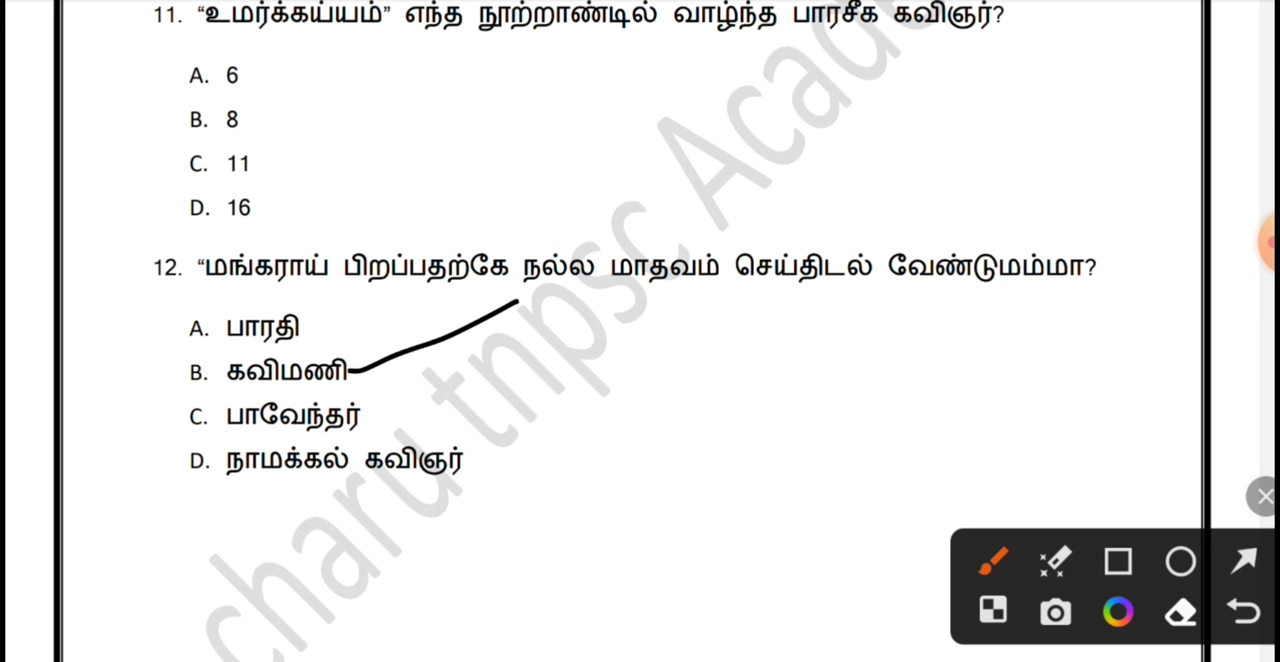 11. “உமர்க்கய்யம்” எந்த நூற்றாண்டில் வாழ்ந்த பாரசீக கவிஞர்?
A. 6
B. 8
C. 11
D. 16
12. “மங்கராய் பிறப்பதற்கே நல்ல மாதவம் செய்திடல் வேண்டுமம்மா?
A. பாரதி
B. கவிமணி
C. பாவேந்தர்
D. நாமக்கல் கவிஞர்
charu tnpsc Acade